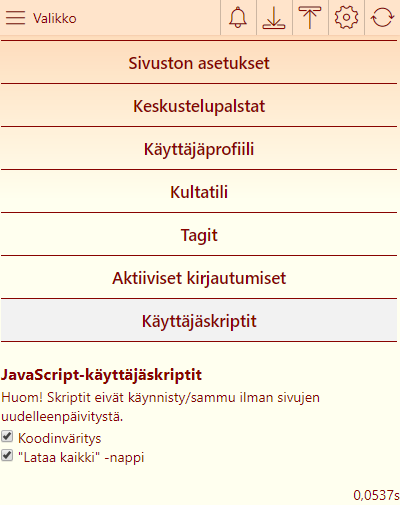 Valikko
Sivuston asetukset
Keskustelupalstat
Käyttäjäprofiili
Kultatili
Tagit
Aktiiviset kirjautumiset
Käyttäjäskriptit
JavaScript-käyttäjäskriptit
Huom! Skriptit eivät käynnisty/sammu ilman sivujen
uudelleenpäivitystä.
Koodinväritys
"Lataa kaikki" -nappi
0,0537s